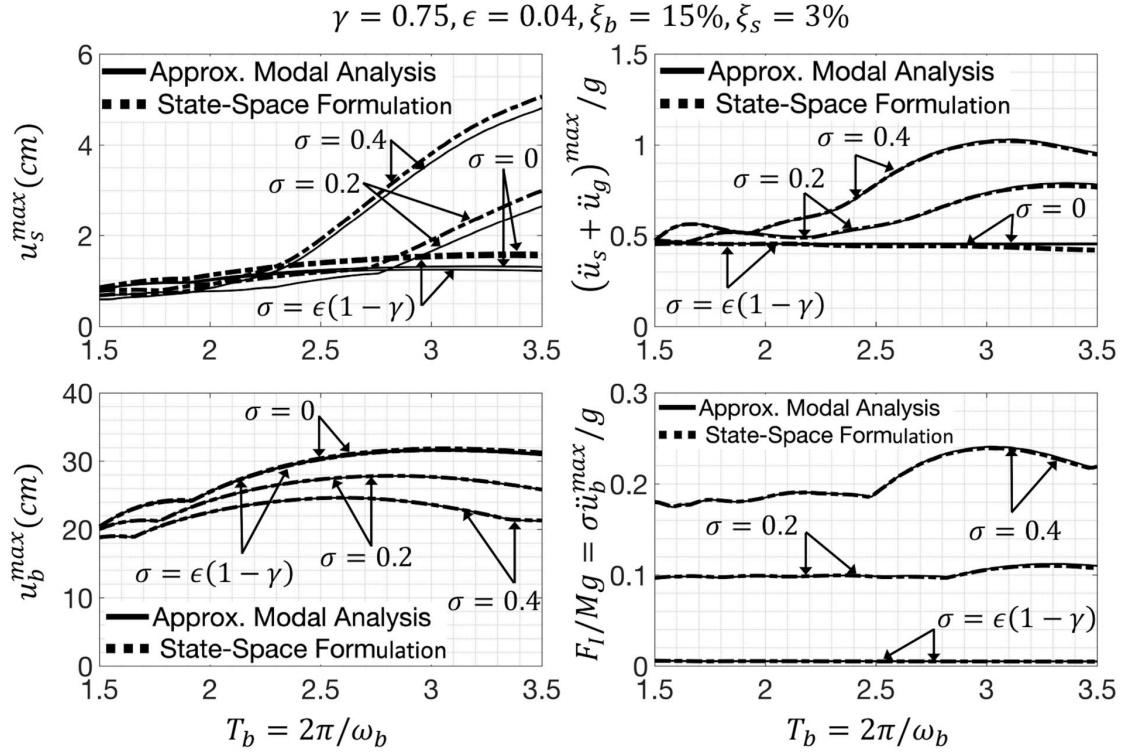 γ = 0.75, ϵ = 0.04, ξ_b = 15%, ξ_s = 3%
6
4
2
0
u_s^{max}(cm)
Approx. Modal Analysis
State-Space Formulation
σ = 0.4
σ = 0
σ = 0.2
σ = ϵ(1 − γ)
1.5 2 2.5 3 3.5
1.5
1
0.5
0
(ü_s + ü_g)^{max}/g
Approx. Modal Analysis
State-Space Formulation
σ = 0.4
σ = 0.2
σ = 0
σ = ϵ(1 − γ)
1.5 2 2.5 3 3.5
40
30
20
10
0
u_b^{max}(cm)
σ = 0
σ = ϵ(1 − γ)
σ = 0.2
σ = 0.4
Approx. Modal Analysis
State-Space Formulation
1.5 2 2.5 3 3.5
T_b = 2π/ω_b
0.3
0.2
0.1
0
F_I/Mg = σü_b^{max}/g
Approx. Modal Analysis
State-Space Formulation
σ = 0.2
σ = 0.4
σ = ϵ(1 − γ)
1.5 2 2.5 3 3.5
T_b = 2π/ω_b